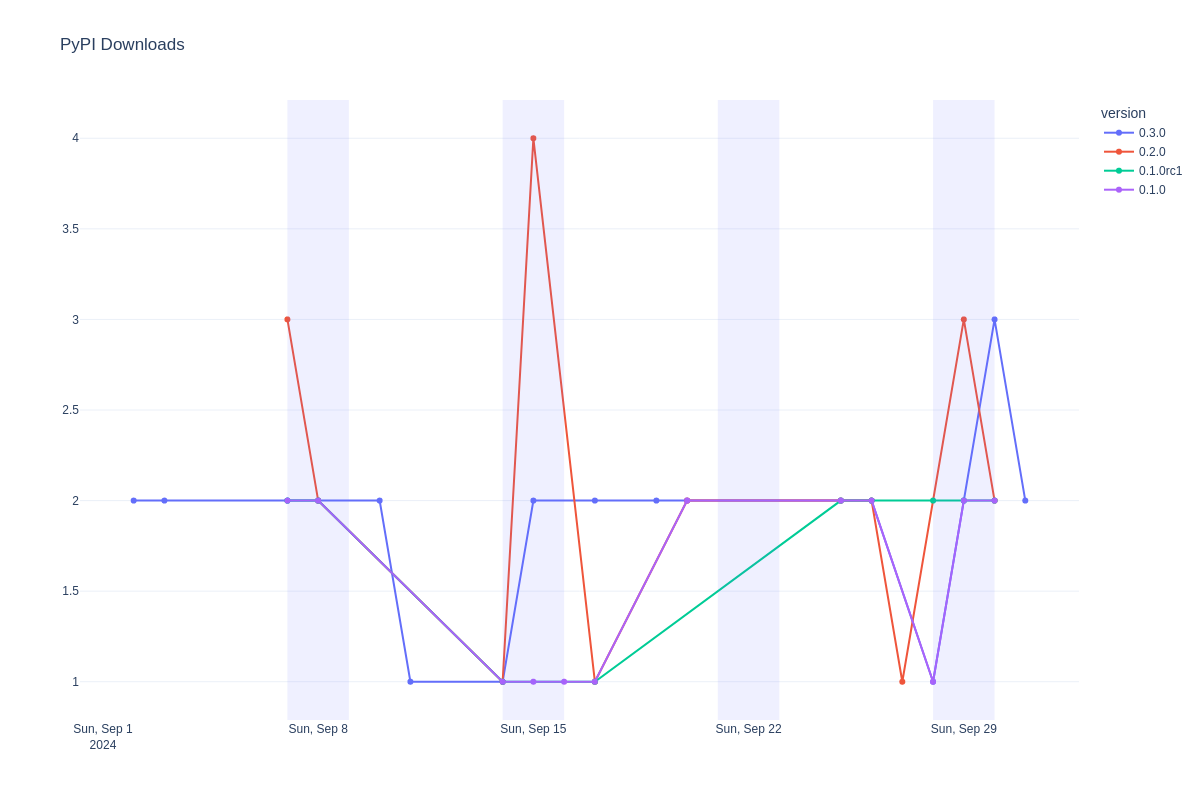 PyPI Downloads
version
0.3.0
0.2.0
0.1.0rc1
0.1.0
4
3.5
3
2.5
2
1.5
1
Sun, Sep 1
2024
Sun, Sep 8
Sun, Sep 15
Sun, Sep 22
Sun, Sep 29